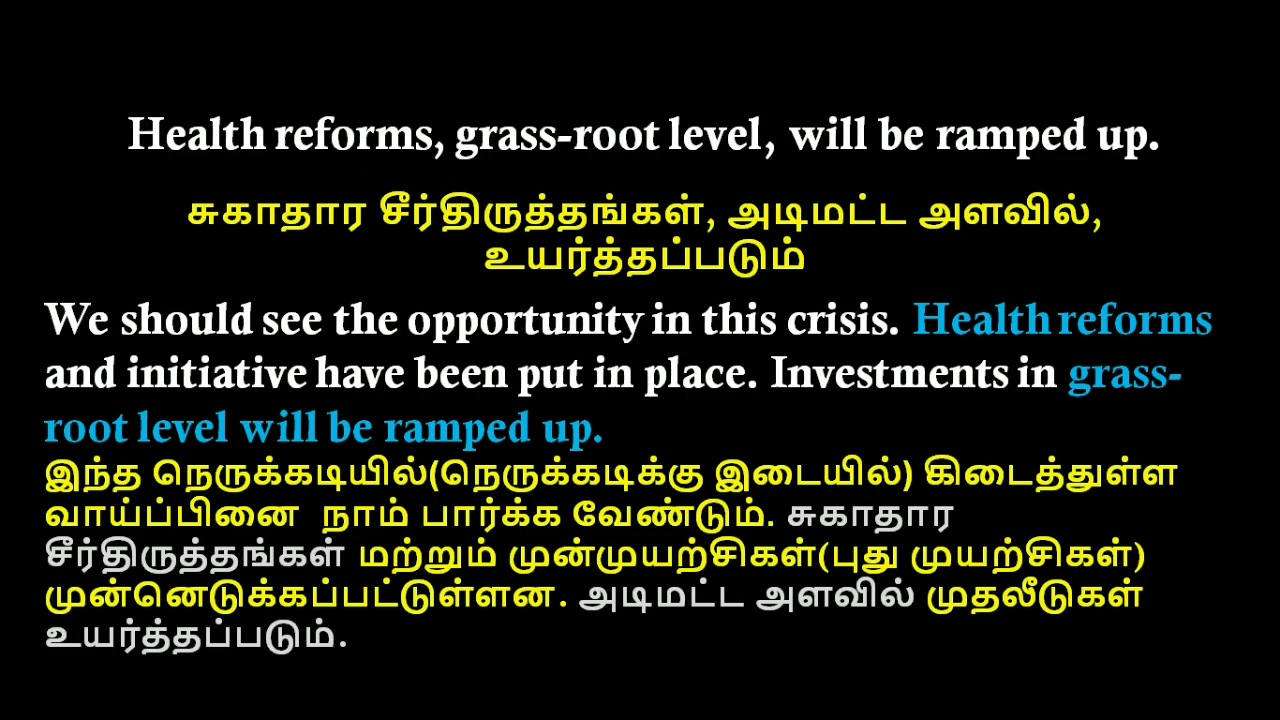 Health reforms, grass-root level, will be ramped up.
சுகாதார சீர்திருத்தங்கள், அடிமட்ட அளவில்,
உயர்த்தப்படும்
We should see the opportunity in this crisis. Health reforms
and initiative have been put in place. Investments in grass-
root level will be ramped up.
இந்த நெருக்கடியில்(நெருக்கடிக்கு இடையில்) கிடைத்துள்ள
வாய்ப்பினை நாம் பார்க்க வேண்டும். சுகாதார
சீர்திருத்தங்கள் மற்றும் முன்முயற்சிகள்(புது முயற்சிகள்)
முன்னெடுக்கப்பட்டுள்ளன. அடிமட்ட அளவில் முதலீடுகள்
உயர்த்தப்படும்.